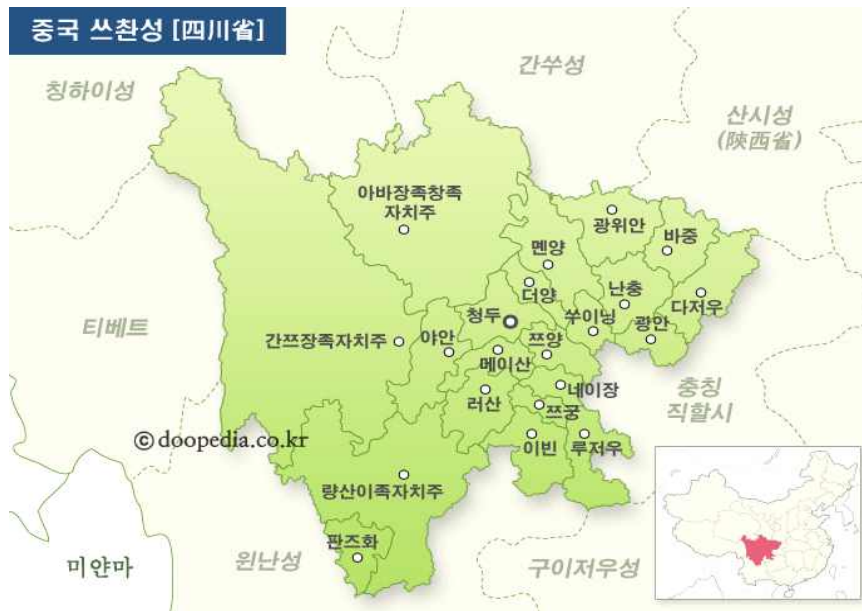 중국 쓰촨성 [四川省]
칭하이성
간쑤성
산시성
(陝西省)
아바장족창족
자치주
광위안
바중
몐양
더양
난충
다저우
청두
쑤이닝
광안
티베트
간쯔장족자치주
야안
쯔양
메이산
네이장
충칭
직할시
러산
쯔궁
이빈
루저우
ⓒ doopedia.co.kr
량산이족자치주
판즈화
미얀마
윈난성
구이저우성